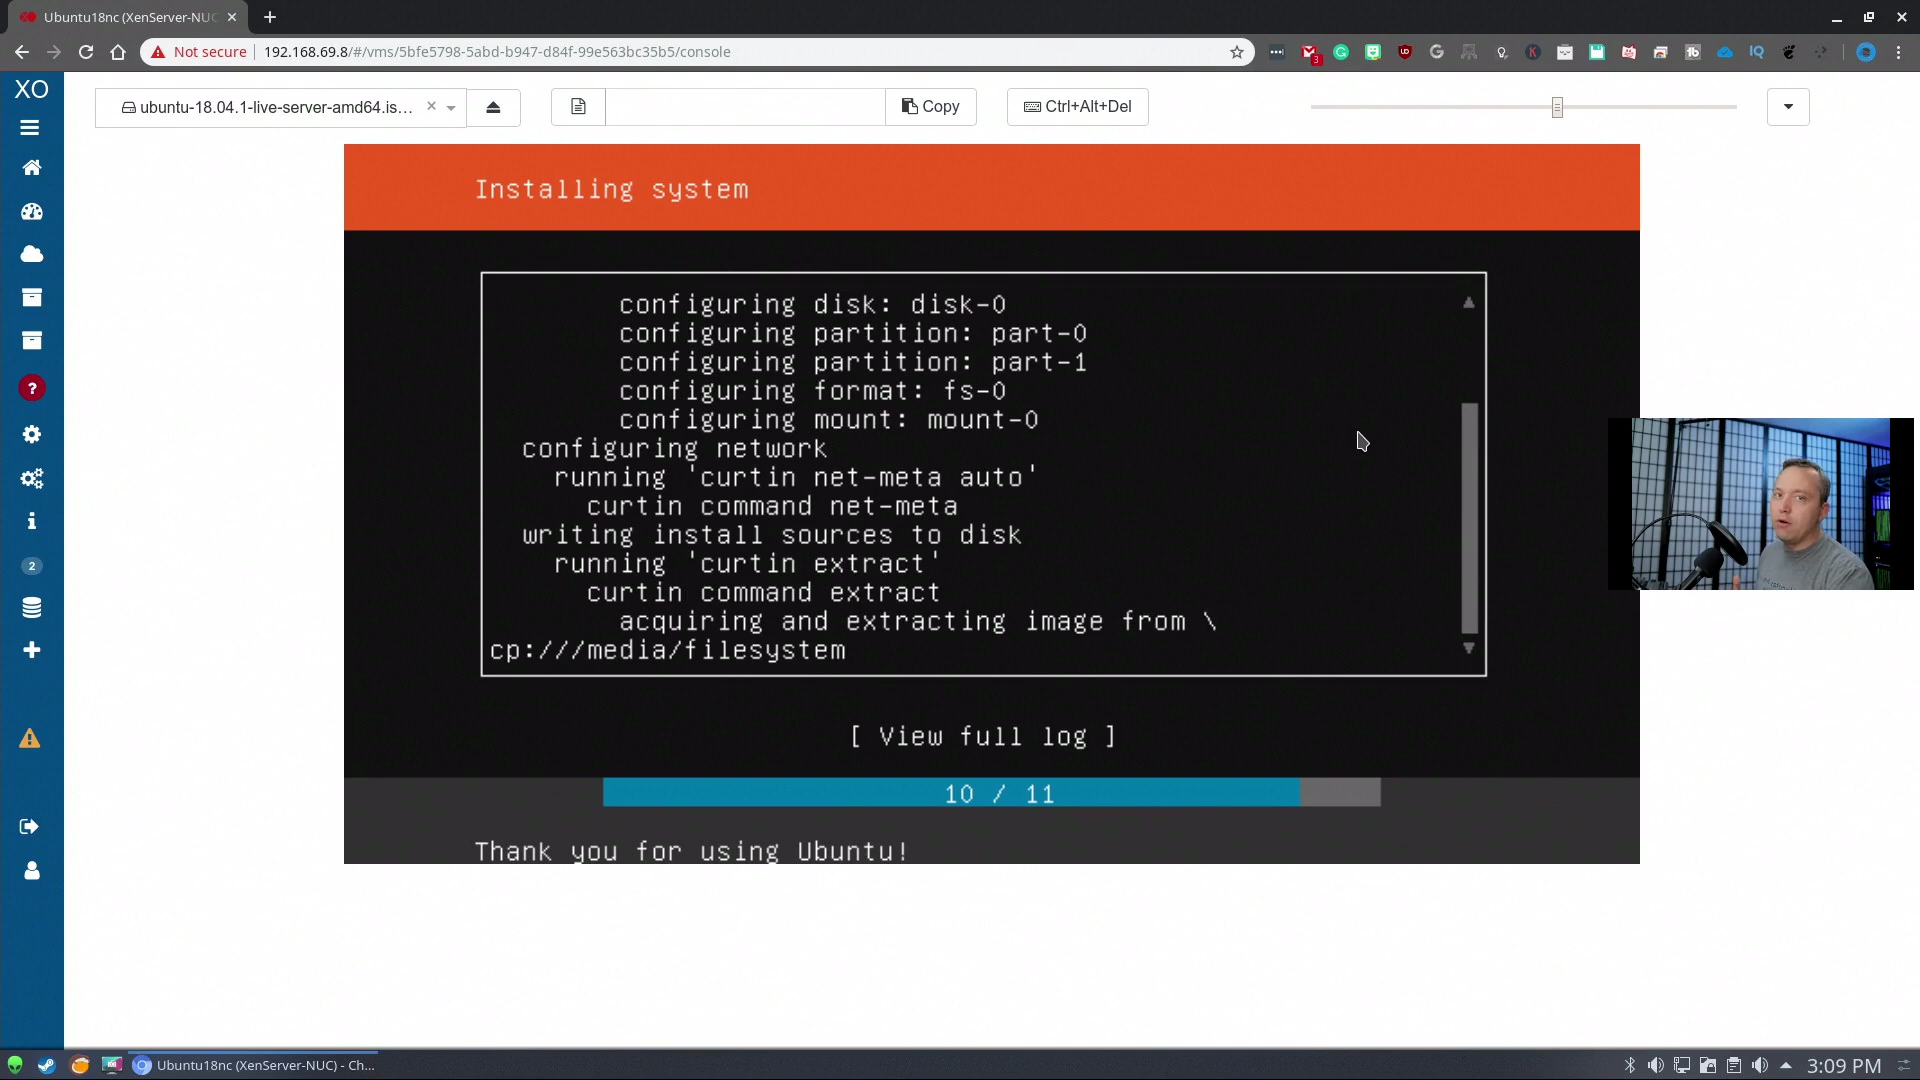 Ubuntu18nc (XenServer-NUC
Not secure
192.168.69.8/#/vms/5bfe5798-5abd-b947-d84f-99e563bc35b5/console
3
XO
ubuntu-18.04.1-live-server-amd64.is...
Copy
Ctrl+Alt+Del
Installing system
configuring disk: disk-0
configuring partition: part-0
configuring partition: part-1
configuring format: fs-0
configuring mount: mount-0
configuring network
running 'curtin net-meta auto'
curtin command net-meta
writing install sources to disk
running 'curtin extract'
curtin command extract
acquiring and extracting image from \
cp:///media/filesystem
[ View full log ]
10 / 11
Thank you for using Ubuntu!
2
Ubuntu18nc (XenServer-NUC) - Ch...
3:09 PM